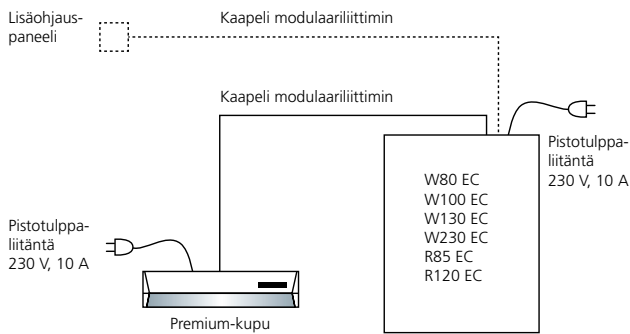 Lisäohjaus-
paneeli
Kaapeli modulaariliittimin
Kaapeli modulaariliittimin
Pistotulppa-
liitäntä
230 V, 10 A
W80 EC
W100 EC
W130 EC
W230 EC
R85 EC
R120 EC
Pistotulppa-
liitäntä
230 V, 10 A
Premium-kupu